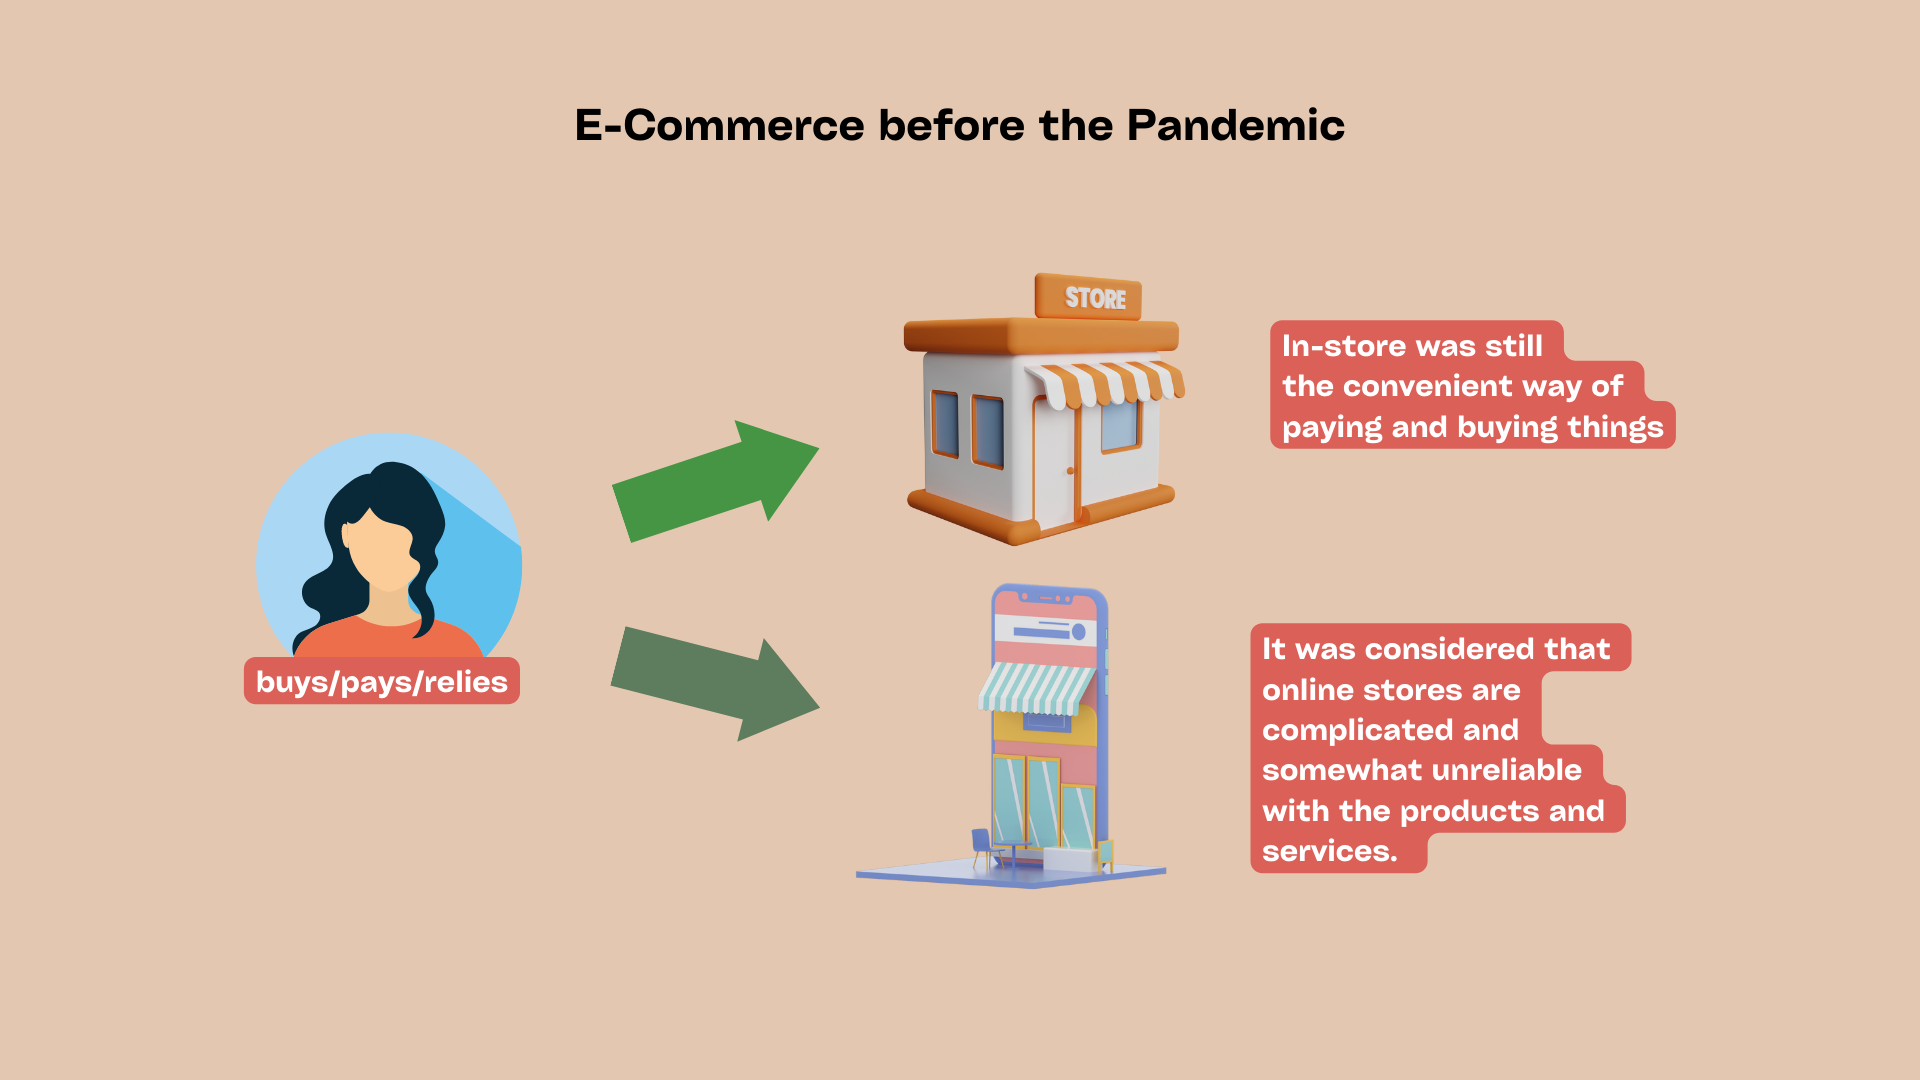 E-Commerce before the Pandemic
STORE
In-store was still
the convenient way of
paying and buying things
buys/pays/relies
It was considered that
online stores are
complicated and
somewhat unreliable
with the products and
services.